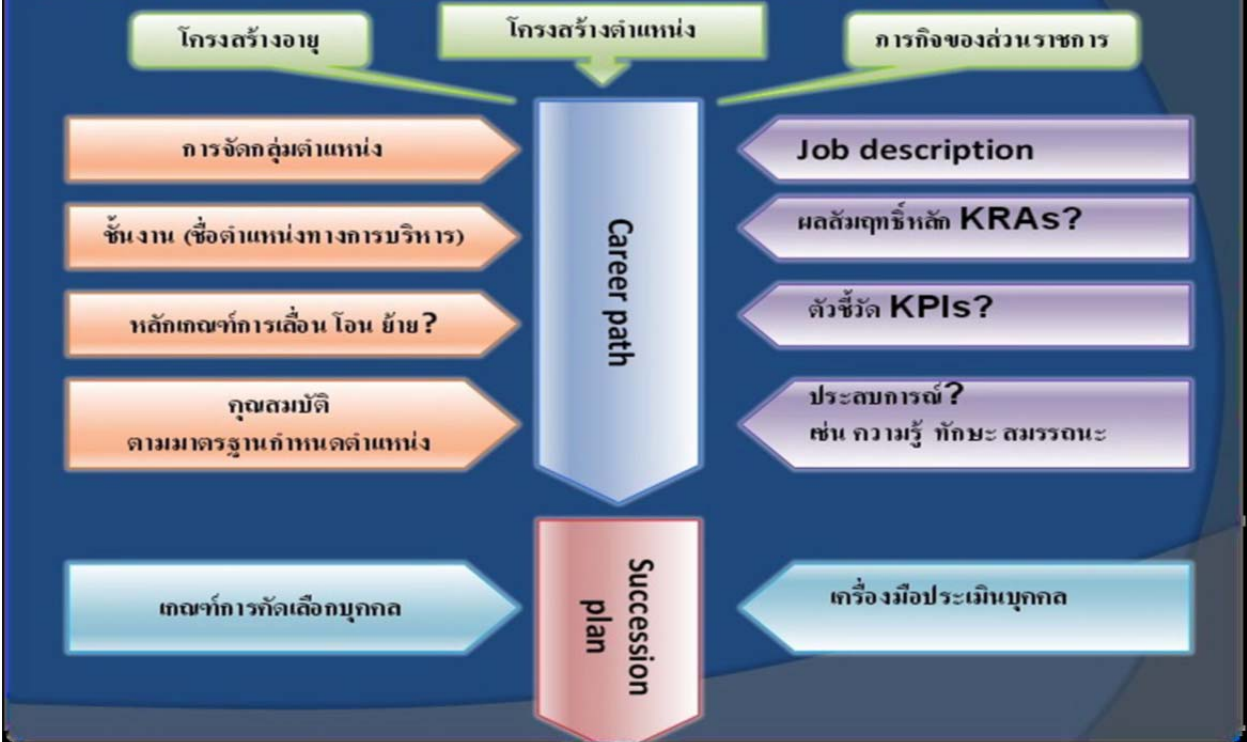 โครงสร้างอายุ
โครงสร้างตำแหน่ง
ภารกิจของส่วนราชการ
การจัดกลุ่มตำแหน่ง
ชั้นงาน (ชื่อตำแหน่งทางการบริหาร)
หลักเกณฑ์การเลื่อน โอน ย้าย?
คุณสมบัติ
ตามมาตรฐานกำหนดตำแหน่ง
Career path
Job description
ผลสัมฤทธิ์หลัก KRAs?
ตัวชี้วัด KPIs?
ประสบการณ์?
เช่น ความรู้ ทักษะ สมรรถนะ
เกณฑ์การคัดเลือกบุคคล
Succession
plan
เครื่องมือประเมินบุคคล